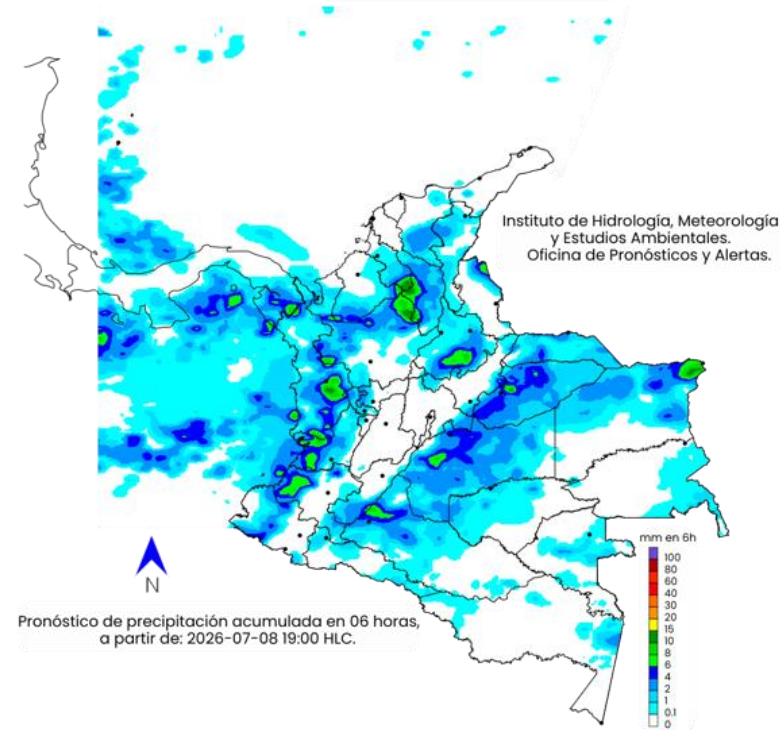 Instituto de Hidrología, Meteorología
y Estudios Ambientales.
Oficina de Pronósticos y Alertas.
N
Pronóstico de precipitación acumulada en 06 horas,
a partir de: 2026-07-08 19:00 HLC.
mm en 6h
100
80
60
40
30
20
15
10
8
6
4
2
1
0.1
0